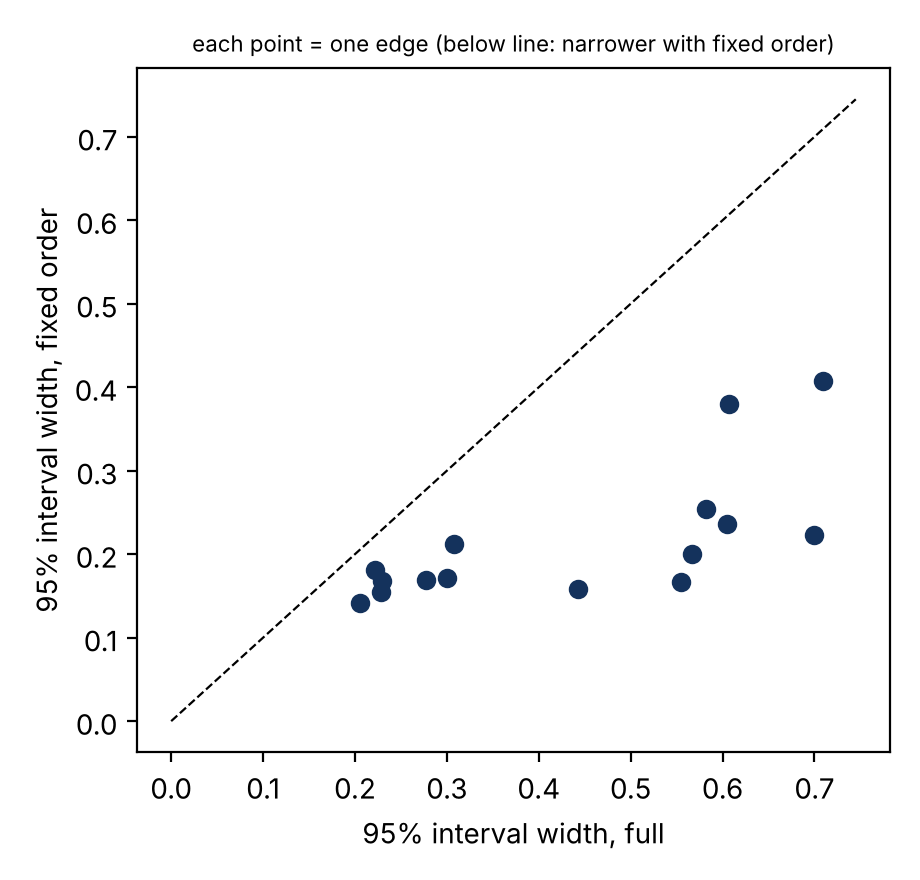 each point = one edge (below line: narrower with fixed order)
95% interval width, fixed order
0.7
0.6
0.5
0.4
0.3
0.2
0.1
0.0
0.0 0.1 0.2 0.3 0.4 0.5 0.6 0.7
95% interval width, full